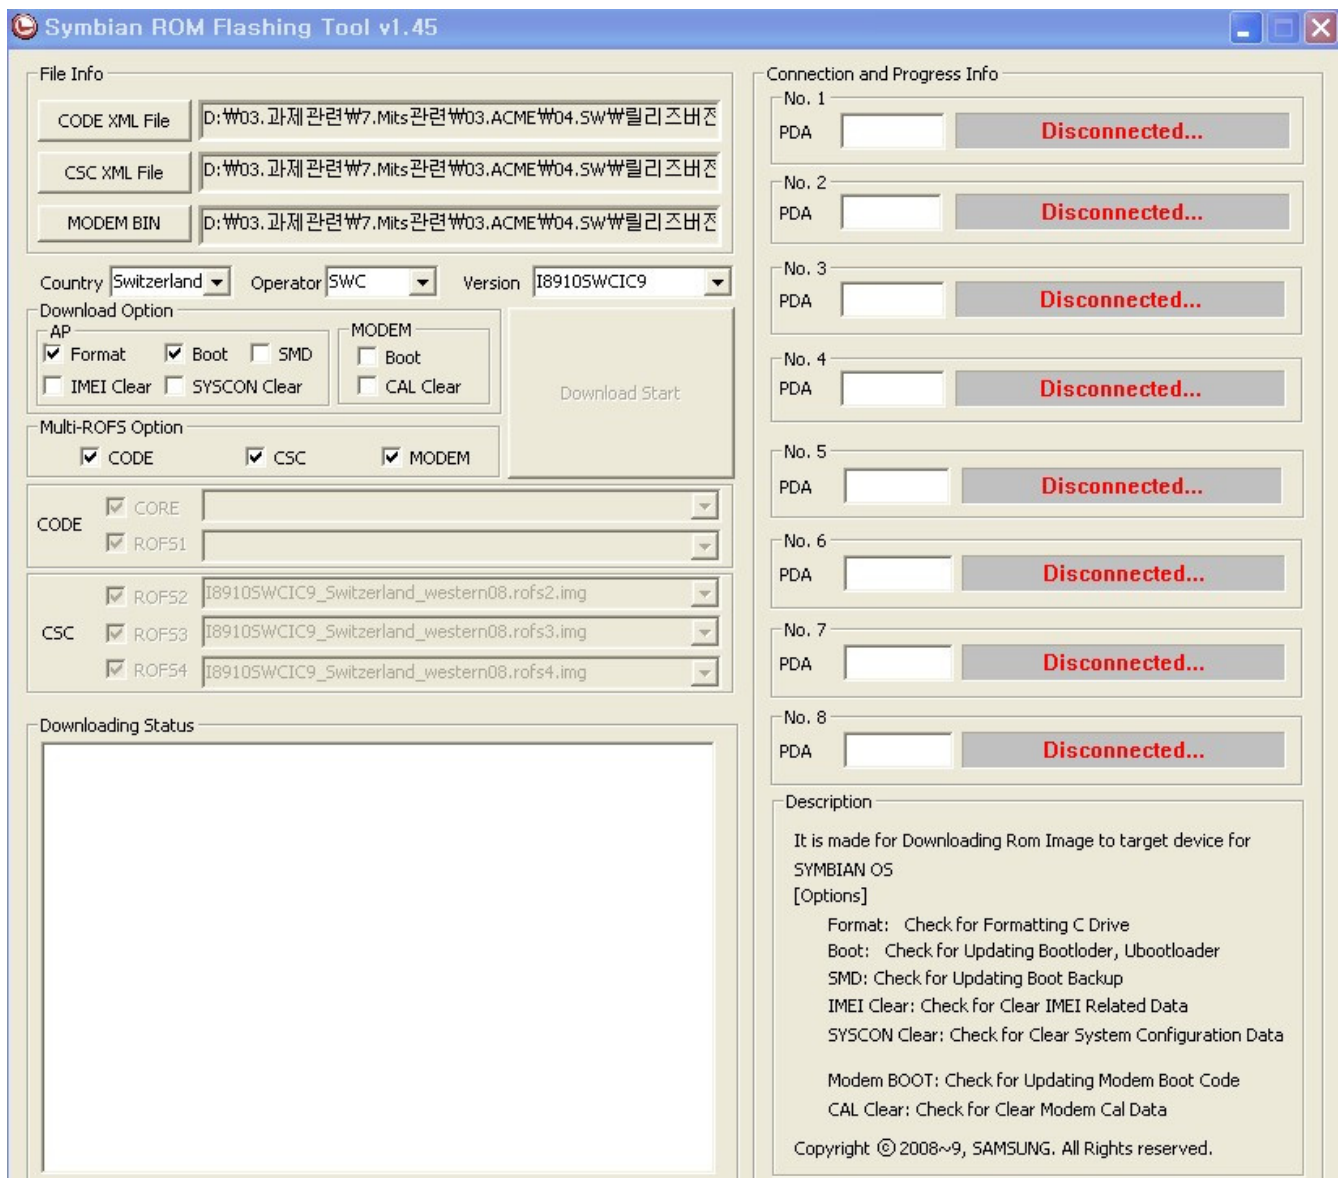 Symbian ROM Flashing Tool v1.45
File Info
CODE XML File D:₩03.과제관련₩7.Mits관련₩03.ACME₩04.SW₩릴리즈버전
CSC XML File D:₩03.과제관련₩7.Mits관련₩03.ACME₩04.SW₩릴리즈버전
MODEM BIN D:₩03.과제관련₩7.Mits관련₩03.ACME₩04.SW₩릴리즈버전
Country Switzerland Operator SWC Version I8910SWCIC9
Download Option
AP
Format Boot SMD
IMEI Clear SYSCON Clear
MODEM
Boot
CAL Clear
Download Start
Multi-ROFS Option
CODE CSC MODEM
CODE
CORE
ROFS1
CSC
ROFS2 I8910SWCIC9_Switzerland_western08.rofs2.img
ROFS3 I8910SWCIC9_Switzerland_western08.rofs3.img
ROFS4 I8910SWCIC9_Switzerland_western08.rofs4.img
Downloading Status
Connection and Progress Info
No. 1
PDA Disconnected...
No. 2
PDA Disconnected...
No. 3
PDA Disconnected...
No. 4
PDA Disconnected...
No. 5
PDA Disconnected...
No. 6
PDA Disconnected...
No. 7
PDA Disconnected...
No. 8
PDA Disconnected...
Description
It is made for Downloading Rom Image to target device for
SYMBIAN OS
[Options]
Format: Check for Formatting C Drive
Boot: Check for Updating Bootloder, Ubootloader
SMD: Check for Updating Boot Backup
IMEI Clear: Check for Clear IMEI Related Data
SYSCON Clear: Check for Clear System Configuration Data
Modem BOOT: Check for Updating Modem Boot Code
CAL Clear: Check for Clear Modem Cal Data
Copyright ⓒ 2008~9, SAMSUNG. All Rights reserved.